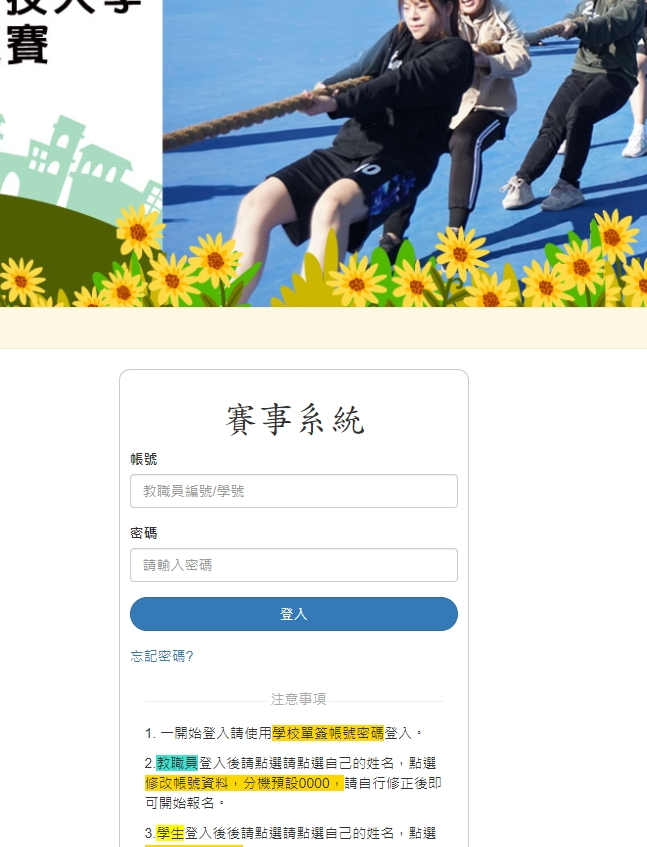 技大學
賽
賽事系統
帳號
教職員編號/學號
密碼
請輸入密碼
登入
忘記密碼?
注意事項
1. 一開始登入請使用學校單簽帳號密碼登入。
2.教職員登入後請點選請點選自己的姓名，點選
修改帳號資料，分機預設0000，請自行修正後即
可開始報名。
3.學生登入後後請點選請點選自己的姓名，點選